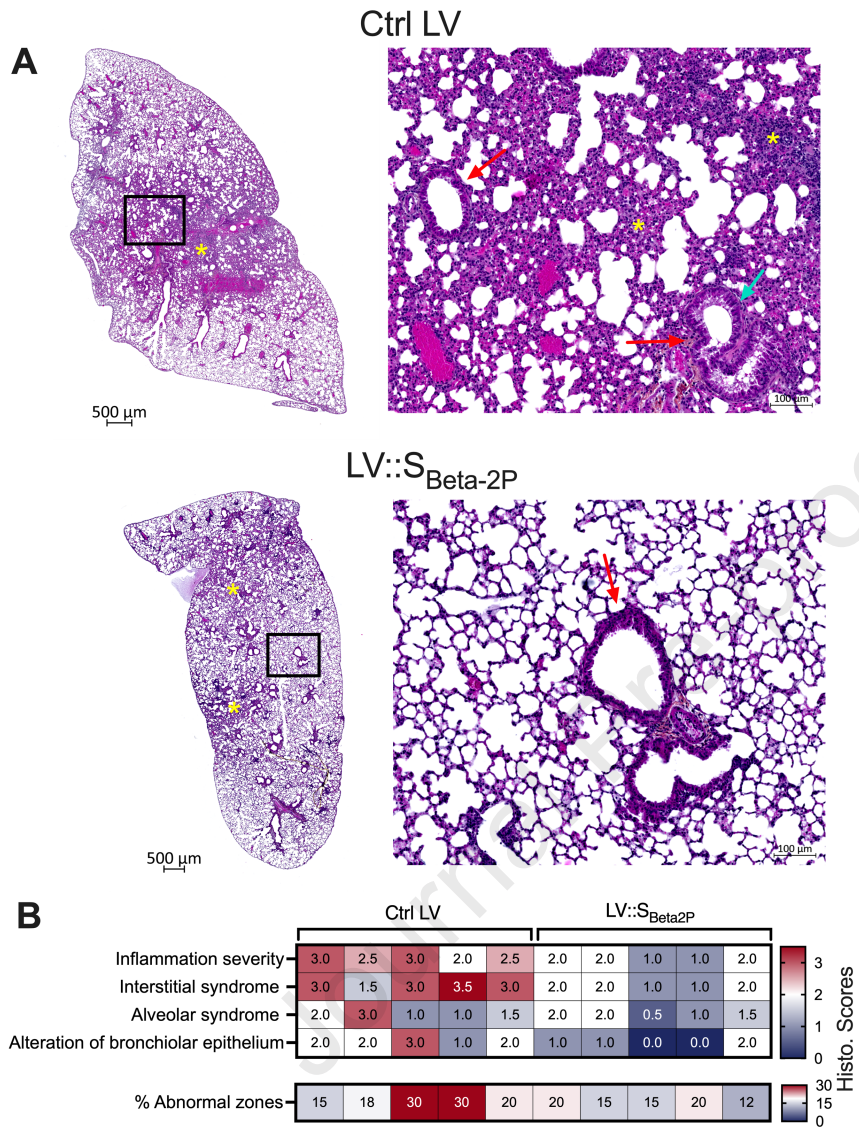 Ctrl LV
A
*
*
*
500 µm
100 µm
LV::SBeta-2P
*
*
500 µm
100 µm
Journal Pre-proo
B
Ctrl LV LV::SBeta2P
Inflammation severity 3.0 2.5 3.0 2.0 2.5 2.0 2.0 1.0 1.0 2.0
Interstitial syndrome 3.0 1.5 3.0 3.5 3.0 2.0 2.0 1.0 1.0 2.0
Alveolar syndrome 2.0 3.0 1.0 1.0 1.5 2.0 2.0 0.5 1.0 1.5
Alteration of bronchiolar epithelium 2.0 2.0 3.0 1.0 2.0 1.0 1.0 0.0 0.0 2.0
3
2
1
0
% Abnormal zones 15 18 30 30 20 20 15 15 20 12
30
15
0
Histo. Scores